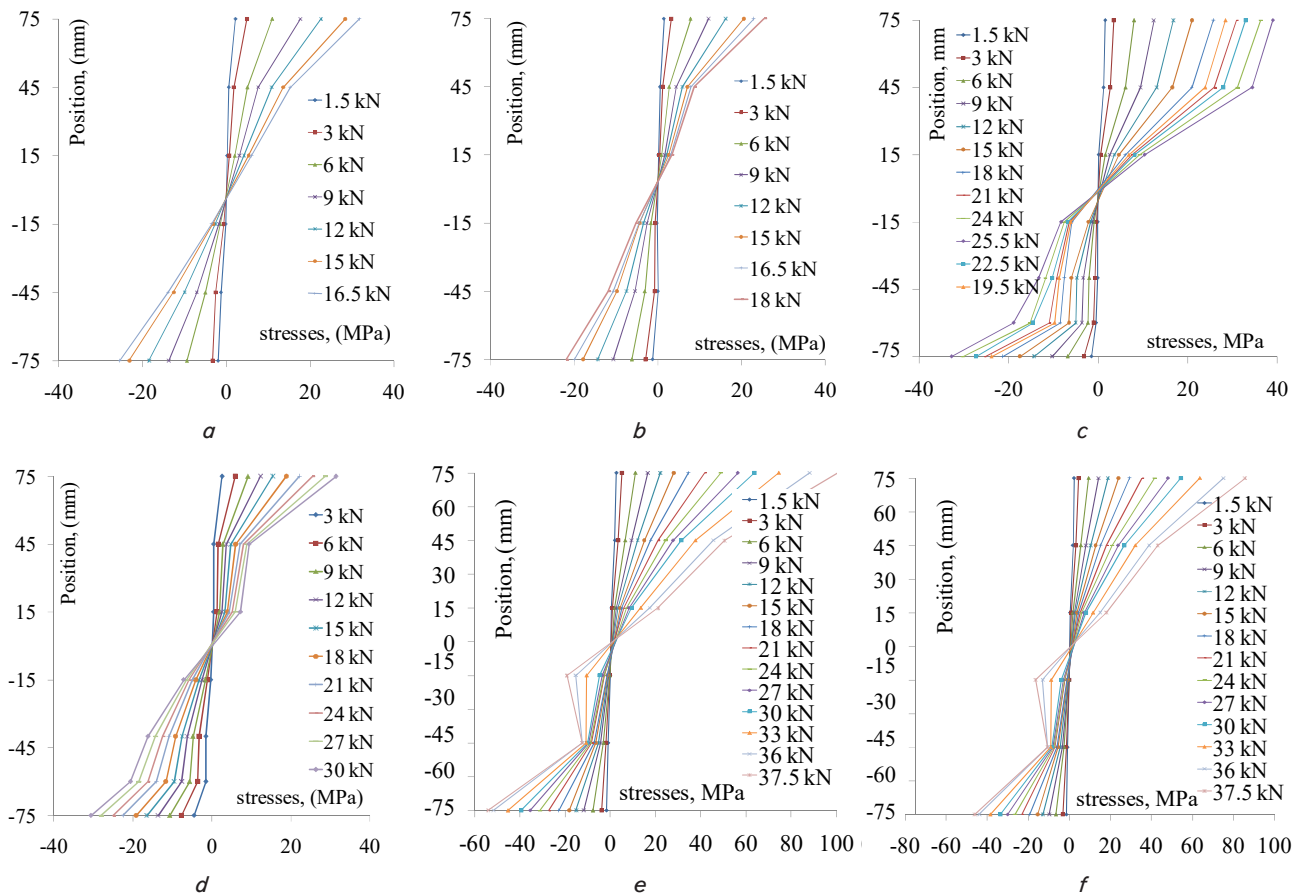 75
45
15
-15
-45
-75
Position, (mm)
1.5 kN
3 kN
6 kN
9 kN
12 kN
15 kN
16.5 kN
stresses, (MPa)
-40 -20 0 20 40
a
75
45
15
-15
-45
-75
Position, (mm)
1.5 kN
3 kN
6 kN
9 kN
12 kN
15 kN
16.5 kN
18 kN
stresses, (MPa)
-40 -20 0 20 40
b
75
45
15
-15
-45
-75
Position, mm
1.5 kN
3 kN
6 kN
9 kN
12 kN
15 kN
18 kN
21 kN
24 kN
25.5 kN
22.5 kN
19.5 kN
stresses, MPa
-40 -20 0 20 40
c
75
45
15
-15
-45
-75
Position, (mm)
3 kN
6 kN
9 kN
12 kN
15 kN
18 kN
21 kN
24 kN
27 kN
30 kN
stresses, (MPa)
-40 -20 0 20 40
d
75
60
45
30
15
0
-15
-30
-45
-60
-75
Position, (mm)
1.5 kN
3 kN
6 kN
9 kN
12 kN
15 kN
18 kN
21 kN
24 kN
27 kN
30 kN
33 kN
36 kN
37.5 kN
stresses, MPa
-60 -40 -20 0 20 40 60 80 100
e
75
60
45
30
15
0
-15
-30
-45
-60
-75
Position, (mm)
1.5 kN
3 kN
6 kN
9 kN
12 kN
15 kN
18 kN
21 kN
24 kN
27 kN
30 kN
33 kN
36 kN
37.5 kN
stresses, MPa
-80 -60 -40 -20 0 20 40 60 80 100
f